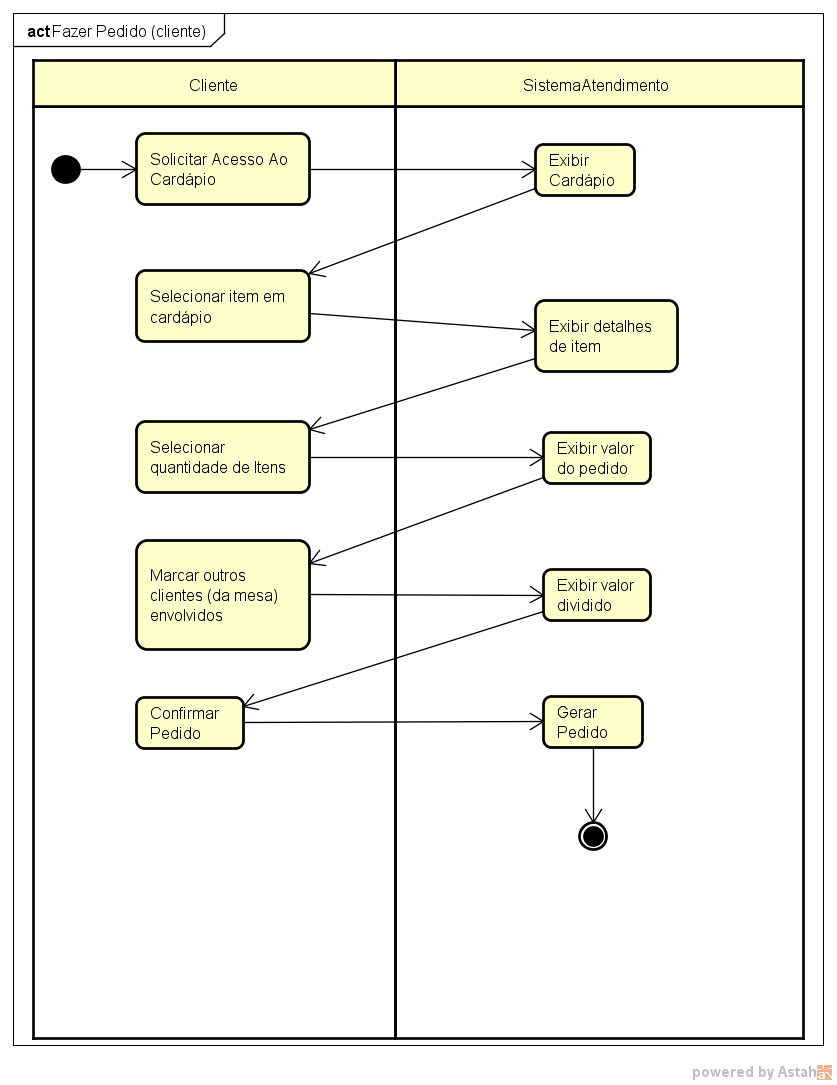 act Fazer Pedido (cliente)
Cliente
SistemaAtendimento
Solicitar Acesso Ao
Cardápio
Exibir
Cardápio
Selecionar item em
cardápio
Exibir detalhes
de item
Selecionar
quantidade de Itens
Exibir valor
do pedido
Marcar outros
clientes (da mesa)
envolvidos
Exibir valor
dividido
Confirmar
Pedido
Gerar
Pedido
powered by Astah